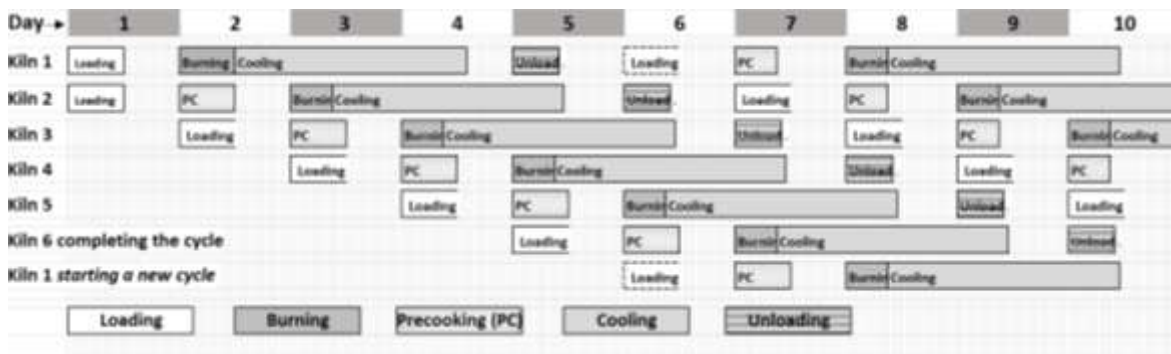 Day 1 2 3 4 5 6 7 8 9 10
Kiln 1 Loading Burning Cooling Unload Loading PC Burnin Cooling
Kiln 2 Loading PC Burnin Cooling Unload Loading PC Burnin Cooling
Kiln 3 Loading PC Burnin Cooling Unload Loading PC Burnin Cooling
Kiln 4 Loading PC Burnin Cooling Unload Loading PC
Kiln 5 Loading PC Burnin Cooling Unload Loading
Kiln 6 completing the cycle Loading PC Burnin Cooling Unload
Kiln 1 starting a new cycle Loading PC Burnin Cooling
Loading Burning Precooking (PC) Cooling Unloading